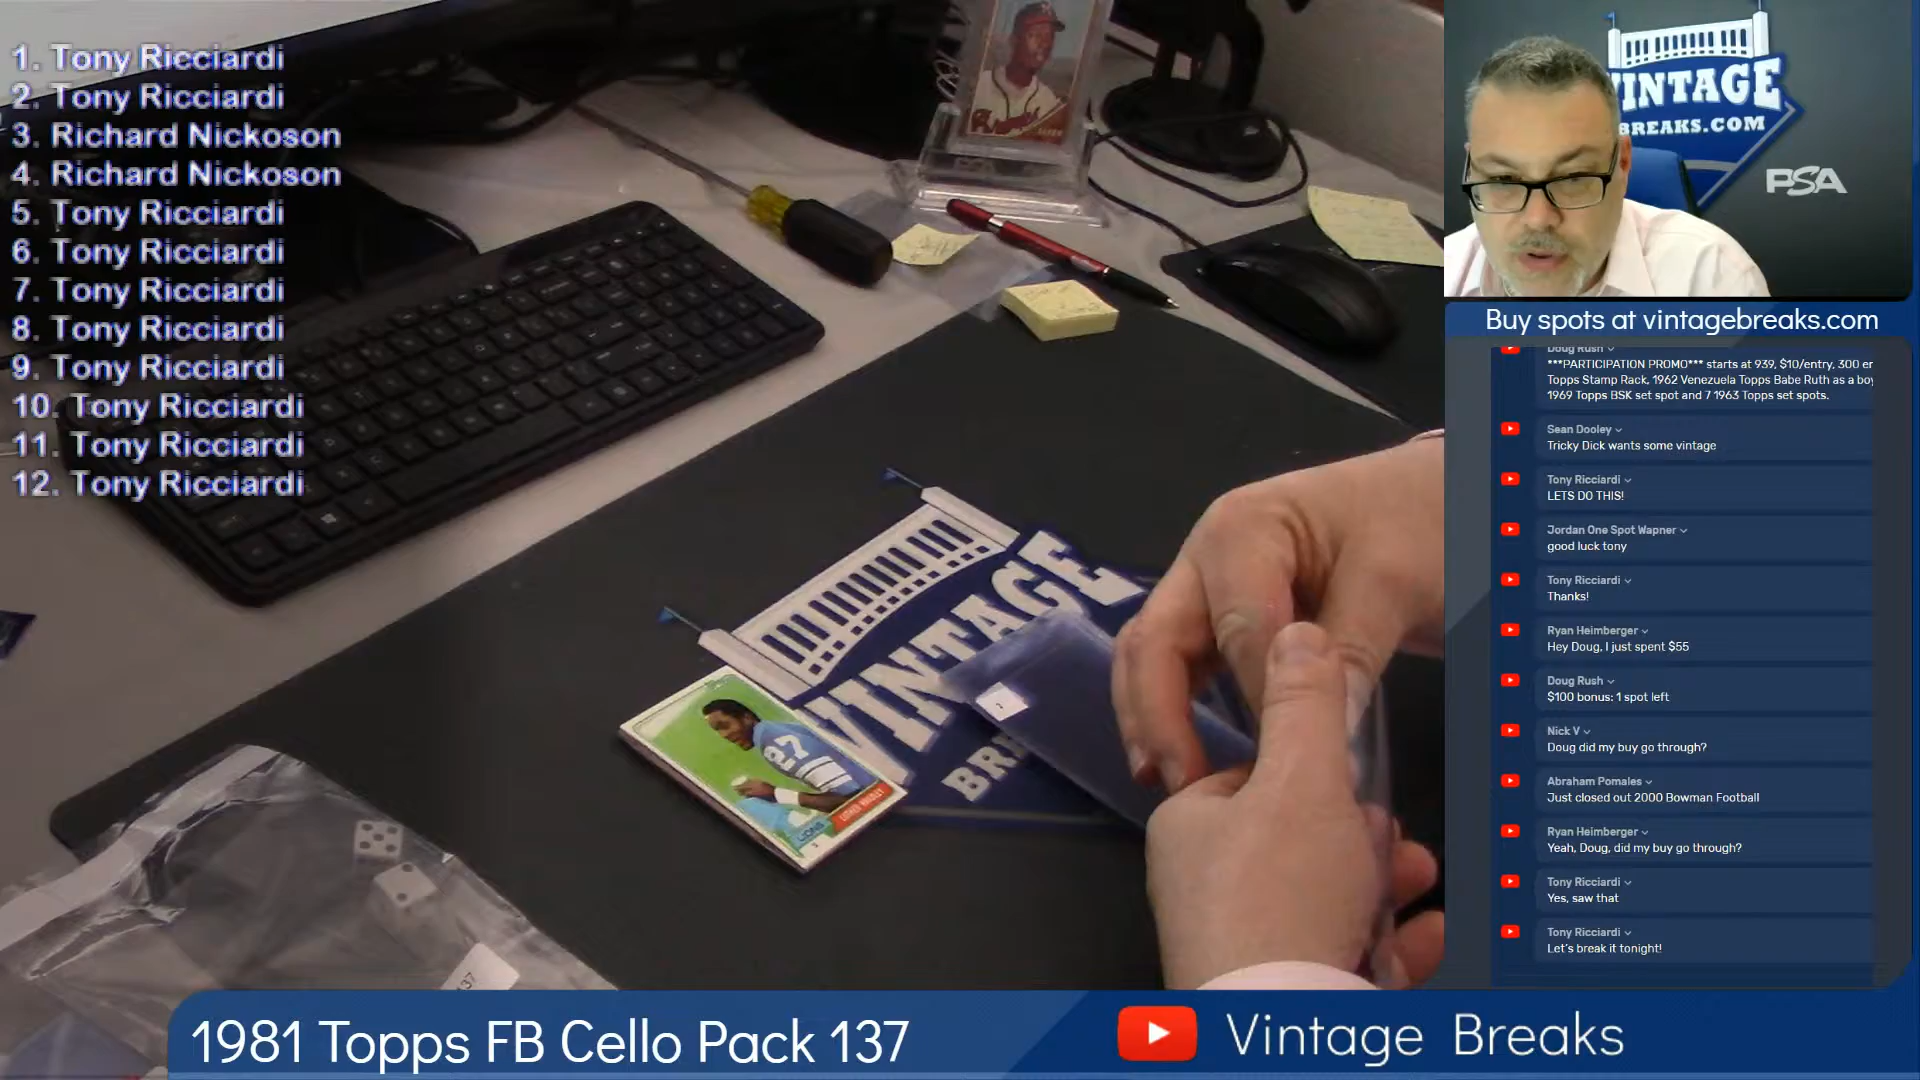 1. Tony Ricciardi
2. Tony Ricciardi
3. Richard Nickoson
4. Richard Nickoson
5. Tony Ricciardi
6. Tony Ricciardi
7. Tony Ricciardi
8. Tony Ricciardi
9. Tony Ricciardi
10. Tony Ricciardi
11. Tony Ricciardi
12. Tony Ricciardi
VINTAGE
BREAKS.COM
PSA
Buy spots at vintagebreaks.com
Doug Rush
***PARTICIPATION PROMO*** starts at 939, $10/entry, 300 er
Topps Stamp Rack, 1962 Venezuela Topps Babe Ruth as a boy
1969 Topps BSK set spot and 7 1963 Topps set spots.
Sean Dooley
Tricky Dick wants some vintage
Tony Ricciardi
LETS DO THIS!
Jordan One Spot Wapner
good luck tony
Tony Ricciardi
Thanks!
Ryan Heimberger
Hey Doug, I just spent $55
Doug Rush
$100 bonus: 1 spot left
Nick V
Doug did my buy go through?
Abraham Pomales
Just closed out 2000 Bowman Football
Ryan Heimberger
Yeah, Doug, did my buy go through?
Tony Ricciardi
Yes, saw that
Tony Ricciardi
Let's break it tonight!
VINTAGE
BRE
27
LIONS
137
1981 Topps FB Cello Pack 137
Vintage Breaks